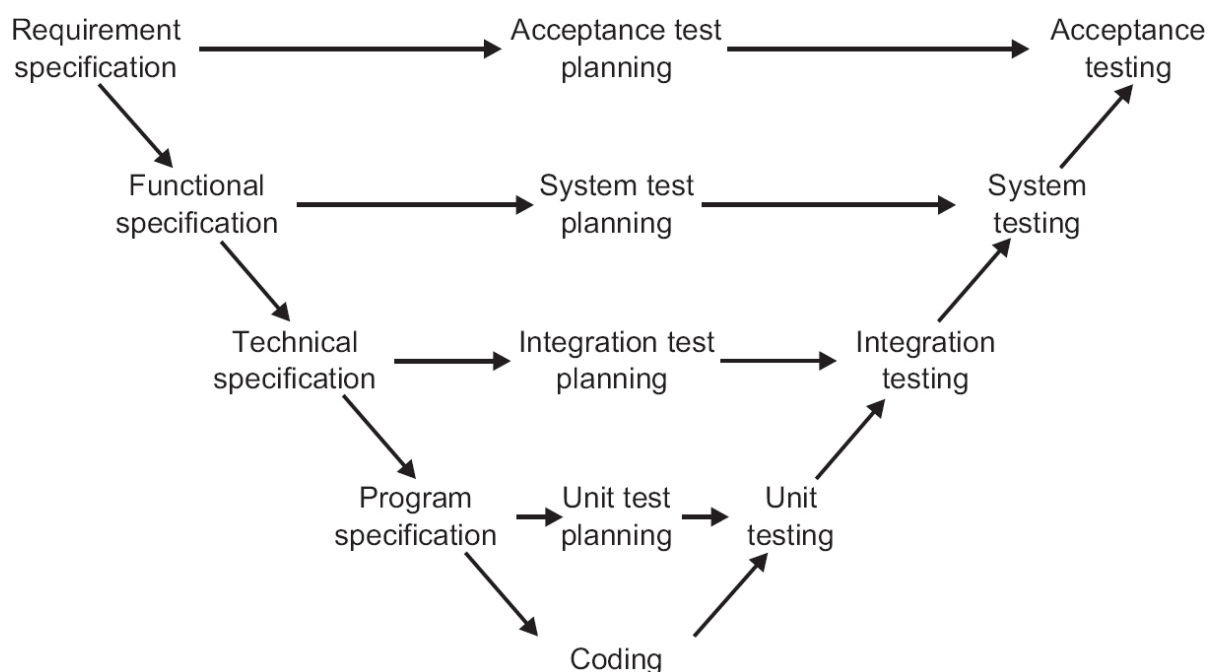 Requirement
specification
Acceptance test
planning
Acceptance
testing
Functional
specification
System test
planning
System
testing
Technical
specification
Integration test
planning
Integration
testing
Program
specification
Unit test
planning
Unit
testing
Coding